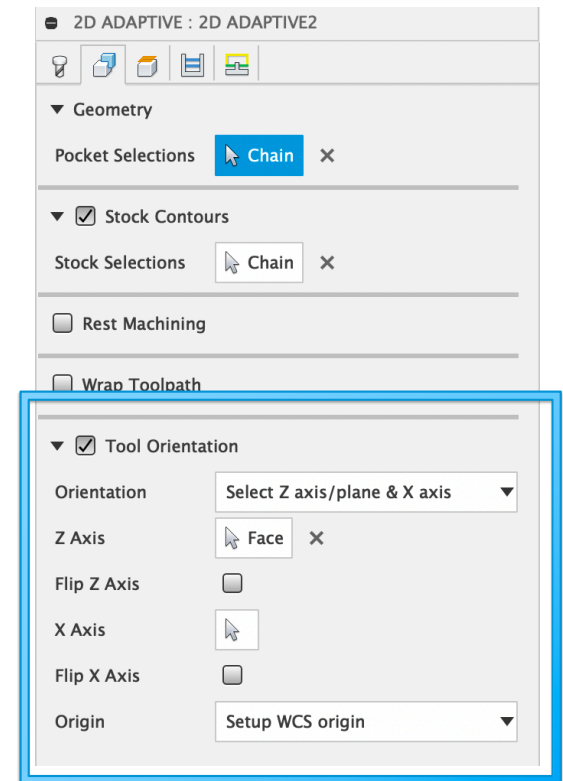 2D ADAPTIVE : 2D ADAPTIVE2
Geometry
Pocket Selections Chain
Stock Contours
Stock Selections Chain
Rest Machining
Wrap Toolpath
Tool Orientation
Orientation Select Z axis/plane & X axis
Z Axis Face
Flip Z Axis
X Axis
Flip X Axis
Origin Setup WCS origin